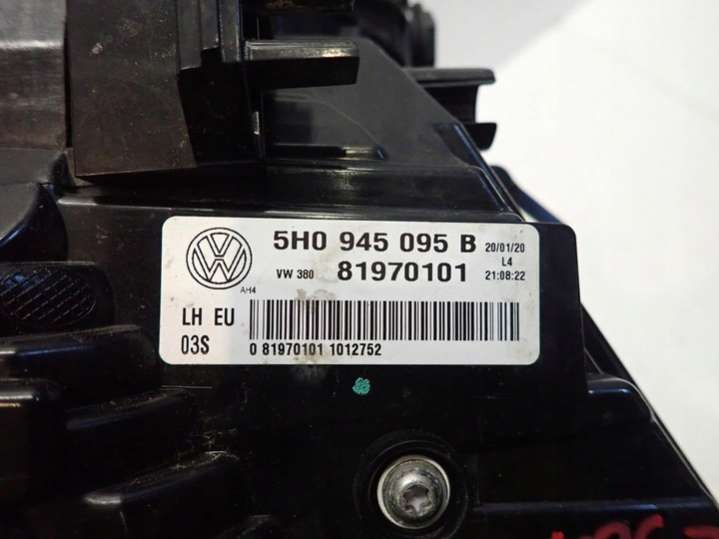 5H0 945 095 B 20/01/20
VW 380 81970101 L4
AH4 21:08:22
LH EU
03S 0 81970101 1012752